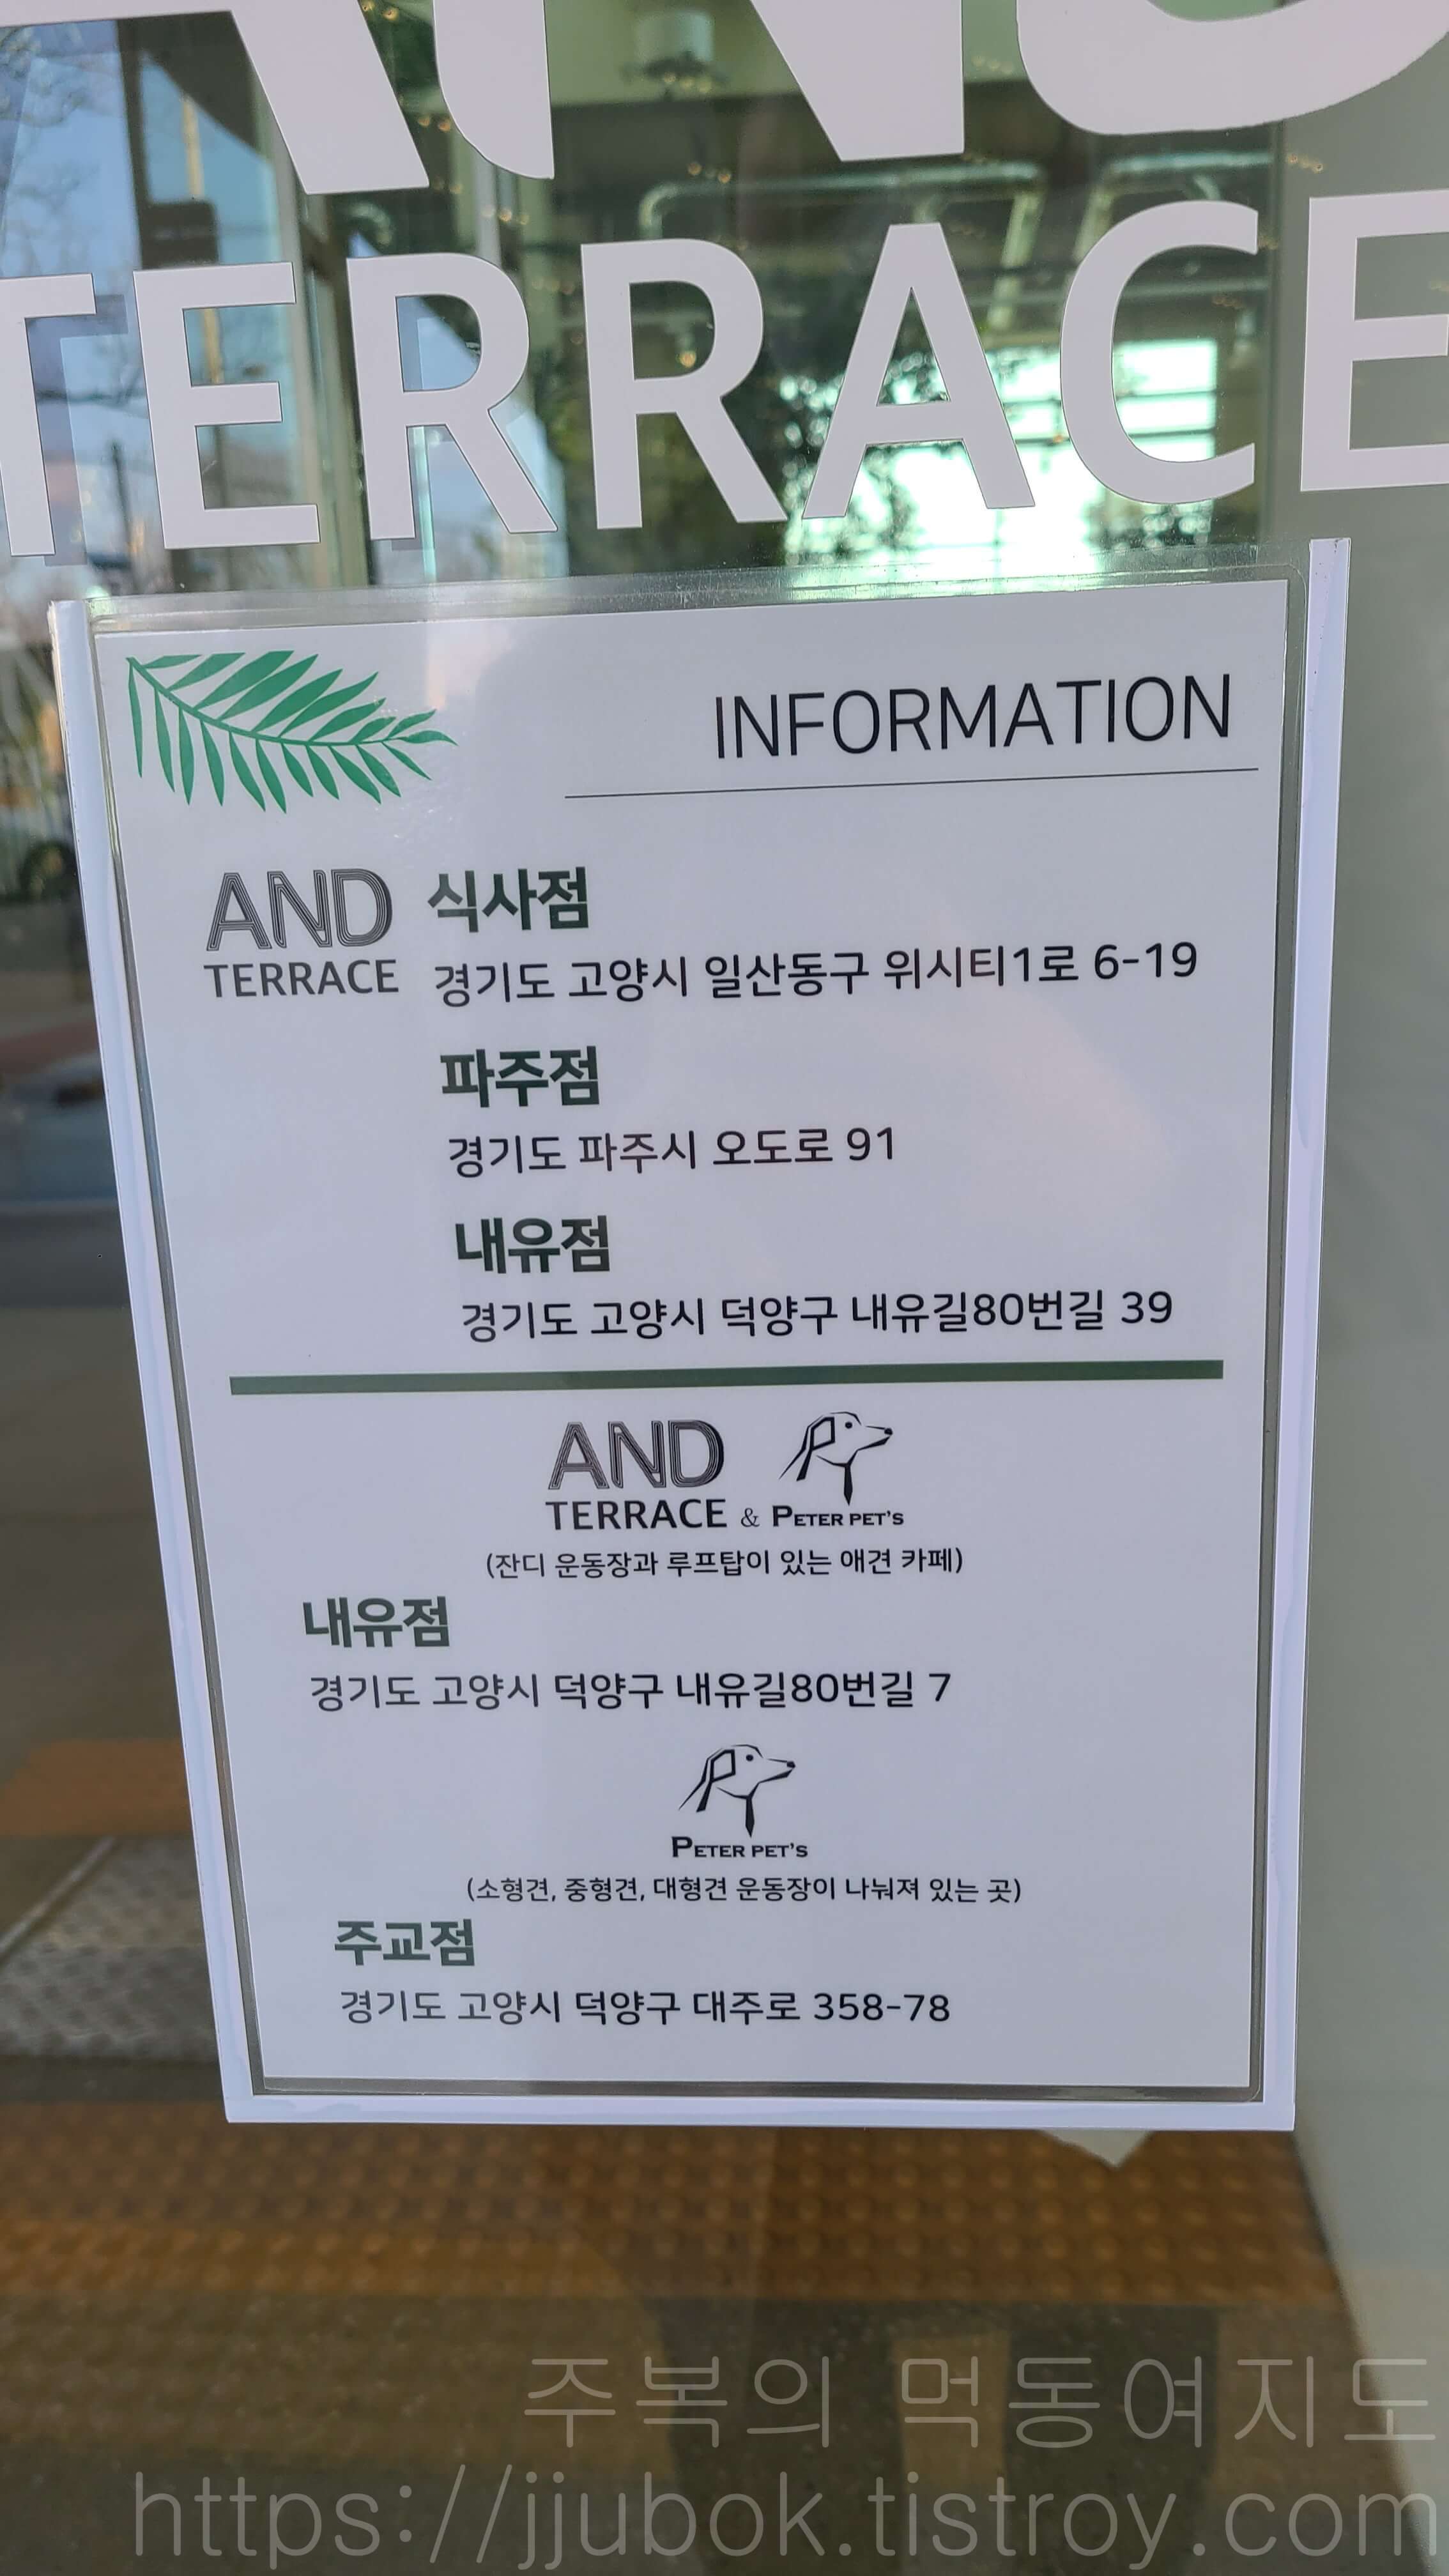 AND
TERRACE
INFORMATION
AND
TERRACE
식사점
경기도 고양시 일산동구 위시티1로 6-19
파주점
경기도 파주시 오도로 91
내유점
경기도 고양시 덕양구 내유길80번길 39
AND
TERRACE & PETER PET'S
(잔디 운동장과 루프탑이 있는 애견 카페)
내유점
경기도 고양시 덕양구 내유길80번길 7
PETER PET'S
(소형견, 중형견, 대형견 운동장이 나눠져 있는 곳)
주교점
경기도 고양시 덕양구 대주로 358-78
주복의 먹동여지도
https://jjubok.tistroy.com